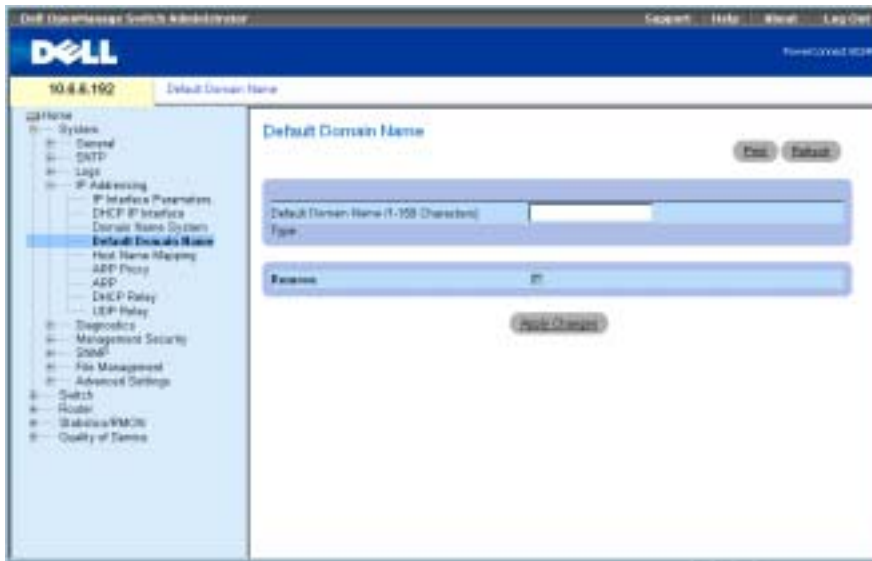 Dell OpenManage Switch Administrator
Support Help About Log Out
DELL
PowerConnect
10.6.6.192
Default Domain Name
Home
System
General
SNTP
Logs
IP Addressing
IP Interface Parameters
DHCP IP Interface
Domain Name System
Default Domain Name
Host Name Mapping
ARP Proxy
ARP
DHCP Relay
UDP Relay
Diagnostics
Management Security
SNMP
File Management
Advanced Settings
Switch
Router
Statistics/RMON
Quality of Service
Default Domain Name
Print Refresh
Default Domain Name (1-158 Characters)
Type
Remove
Apply Changes